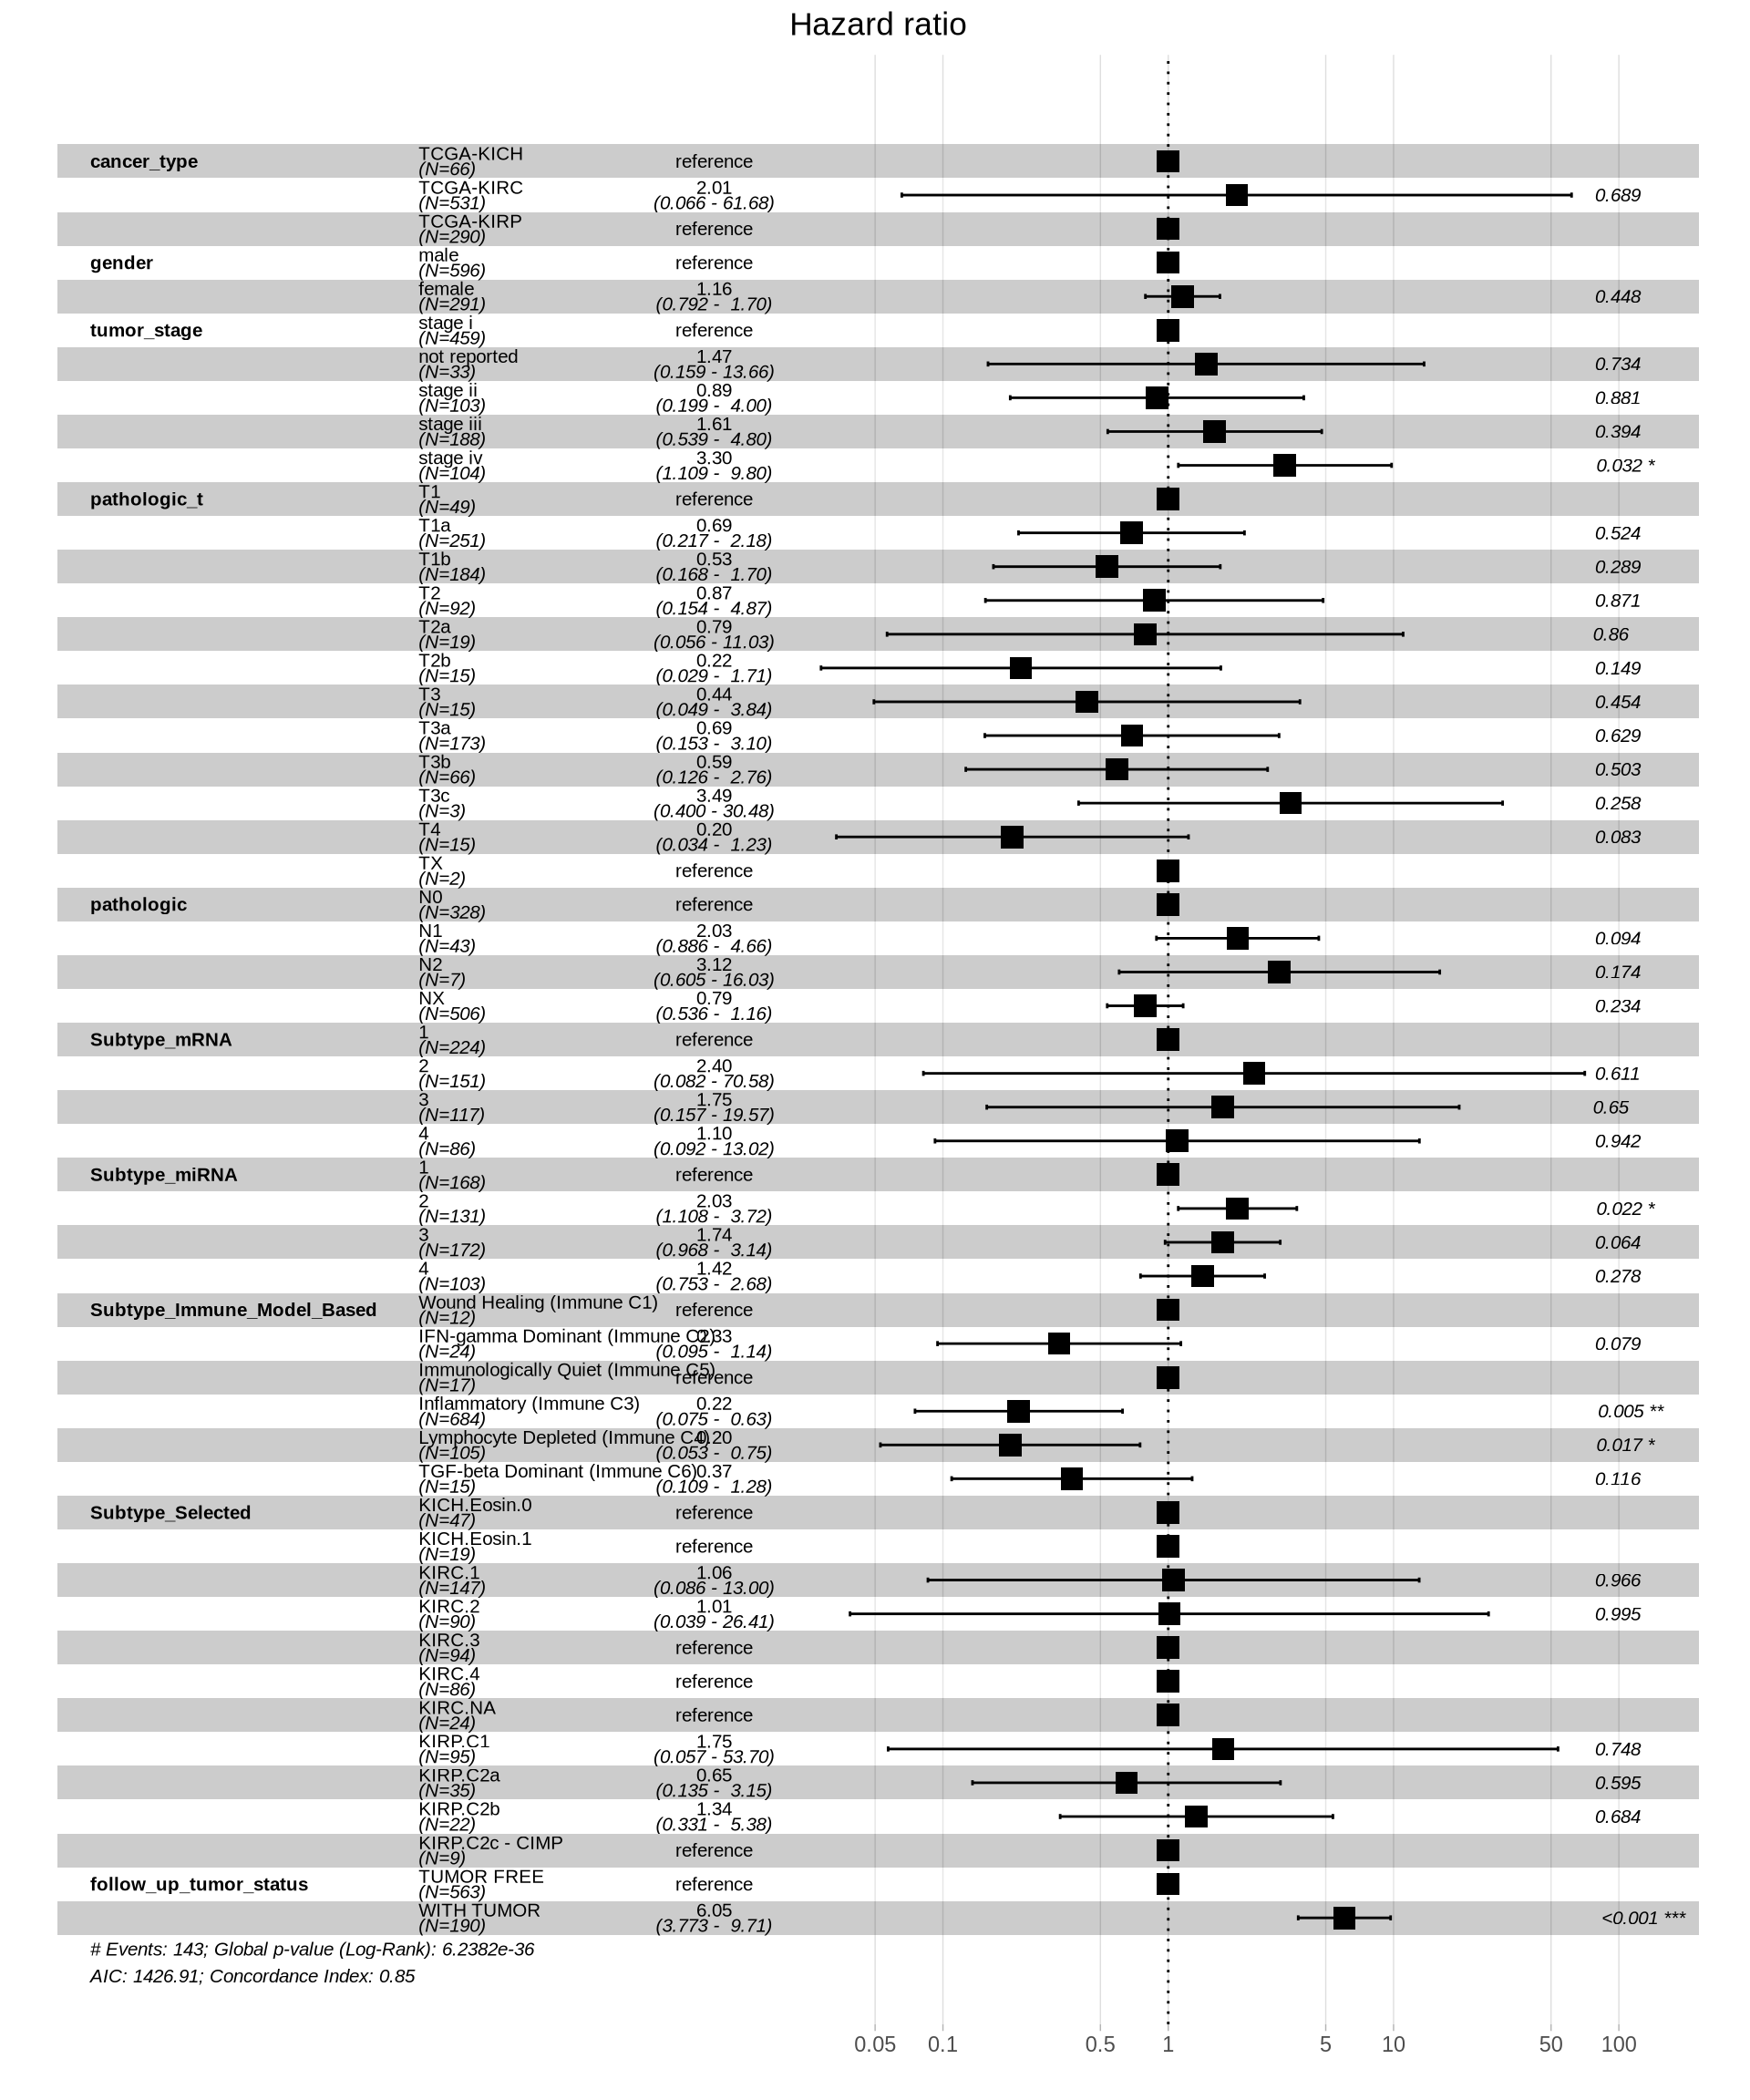 Hazard ratio
cancer_type TCGA-KICH (N=66) reference
TCGA-KIRC (N=531) 2.01 (0.066 - 61.68) 0.689
TCGA-KIRP (N=290) reference
gender male (N=596) reference
female (N=291) 1.16 (0.792 - 1.70) 0.448
tumor_stage stage i (N=459) reference
not reported (N=33) 1.47 (0.159 - 13.66) 0.734
stage ii (N=103) 0.89 (0.199 - 4.00) 0.881
stage iii (N=188) 1.61 (0.539 - 4.80) 0.394
stage iv (N=104) 3.30 (1.109 - 9.80) 0.032 *
pathologic_t T1 (N=49) reference
T1a (N=251) 0.69 (0.217 - 2.18) 0.524
T1b (N=184) 0.53 (0.168 - 1.70) 0.289
T2 (N=92) 0.87 (0.154 - 4.87) 0.871
T2a (N=19) 0.79 (0.056 - 11.03) 0.86
T2b (N=15) 0.22 (0.029 - 1.71) 0.149
T3 (N=15) 0.44 (0.049 - 3.84) 0.454
T3a (N=173) 0.69 (0.153 - 3.10) 0.629
T3b (N=66) 0.59 (0.126 - 2.76) 0.503
T3c (N=3) 3.49 (0.400 - 30.48) 0.258
T4 (N=15) 0.20 (0.034 - 1.23) 0.083
TX (N=2) reference
pathologic N0 (N=328) reference
N1 (N=43) 2.03 (0.886 - 4.66) 0.094
N2 (N=7) 3.12 (0.605 - 16.03) 0.174
NX (N=506) 0.79 (0.536 - 1.16) 0.234
Subtype_mRNA 1 (N=224) reference
2 (N=151) 2.40 (0.082 - 70.58) 0.611
3 (N=117) 1.75 (0.157 - 19.57) 0.65
4 (N=86) 1.10 (0.092 - 13.02) 0.942
Subtype_miRNA 1 (N=168) reference
2 (N=131) 2.03 (1.108 - 3.72) 0.022 *
3 (N=172) 1.74 (0.968 - 3.14) 0.064
4 (N=103) 1.42 (0.753 - 2.68) 0.278
Subtype_Immune_Model_Based Wound Healing (Immune C1) (N=12) reference
IFN-gamma Dominant (Immune C2) (N=24) 0.33 (0.095 - 1.14) 0.079
Immunologically Quiet (Immune C5) (N=17) reference
Inflammatory (Immune C3) (N=684) 0.22 (0.075 - 0.63) 0.005 **
Lymphocyte Depleted (Immune C4) (N=105) 0.20 (0.053 - 0.75) 0.017 *
TGF-beta Dominant (Immune C6) (N=15) 0.37 (0.109 - 1.28) 0.116
Subtype_Selected KICH.Eosin.0 (N=47) reference
KICH.Eosin.1 (N=19) reference
KIRC.1 (N=147) 1.06 (0.086 - 13.00) 0.966
KIRC.2 (N=90) 1.01 (0.039 - 26.41) 0.995
KIRC.3 (N=94) reference
KIRC.4 (N=86) reference
KIRC.NA (N=24) reference
KIRP.C1 (N=95) 1.75 (0.057 - 53.70) 0.748
KIRP.C2a (N=35) 0.65 (0.135 - 3.15) 0.595
KIRP.C2b (N=22) 1.34 (0.331 - 5.38) 0.684
KIRP.C2c - CIMP (N=9) reference
follow_up_tumor_status TUMOR FREE (N=563) reference
WITH TUMOR (N=190) 6.05 (3.773 - 9.71) <0.001 ***
# Events: 143; Global p-value (Log-Rank): 6.2382e-36
AIC: 1426.91; Concordance Index: 0.85
0.05 0.1 0.5 1 5 10 50 100